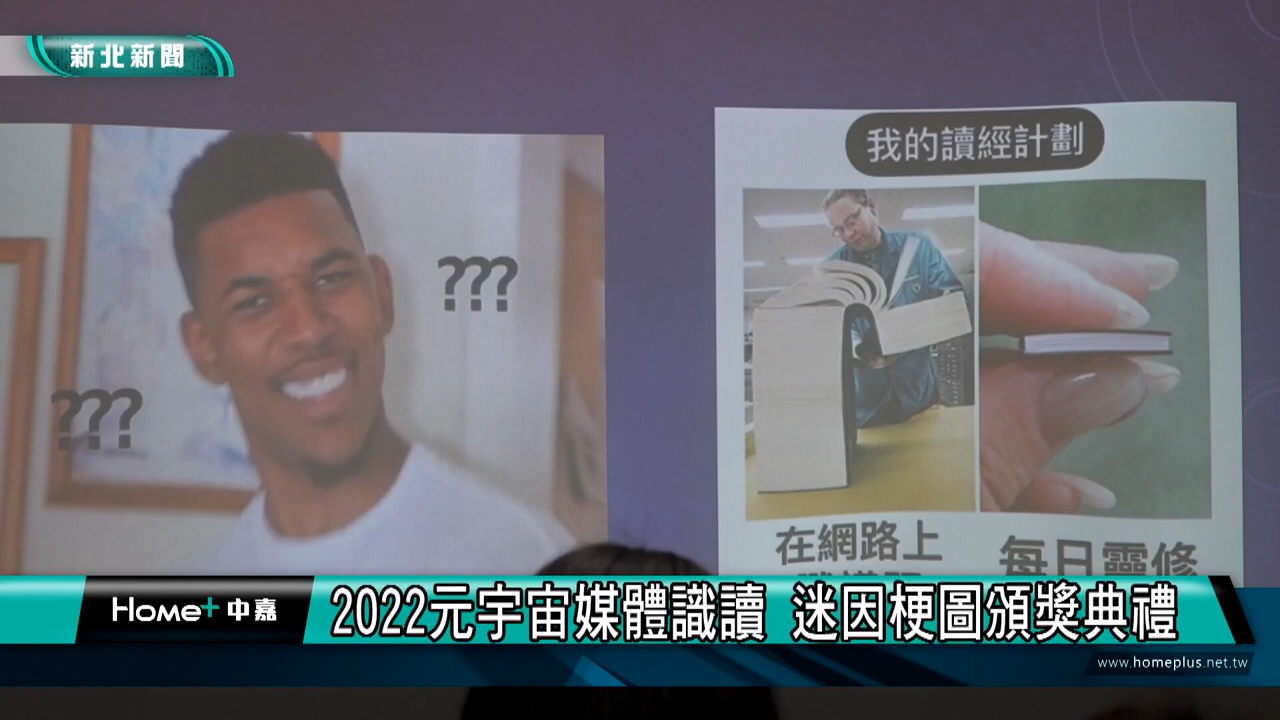 新北新聞
我的讀經計劃
???
???
在網路上
每日靈修
Home+ 中嘉
2022元宇宙媒體識讀 迷因梗圖頒獎典禮
www.homeplus.net.tw